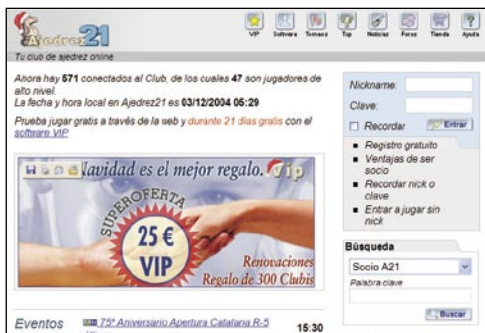 Ajedrez21
VIP Software Torneos Top Noticias Foros Tienda Ayuda
Tu club de ajedrez online
Ahora hay 571 conectados al Club, de los cuales 47 son jugadores de
alto nivel.
La fecha y hora local en Ajedrez21 es 03/12/2004 05:29
Prueba jugar gratis a través de la web y durante 21 días gratis con el
software VIP
Navidad es el mejor regalo. Vip
SUPEROFERTA
25 €
VIP
Renovaciones
Regalo de 300 Clubis
Eventos
75º Aniversario Apertura Catalana R-5
15:30
Nickname:
Clave:
Recordar Entrar
Registro gratuito
Ventajas de ser
socio
Recordar nick o
clave
Entrar a jugar sin
nick
Búsqueda
Socio A21
Palabra clave
Buscar